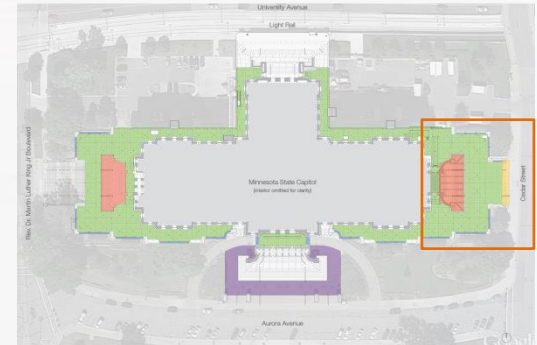 University Avenue
Light Rail
Rev. Dr. Martin Luther King Jr Boulevard
Minnesota State Capitol
(interior omitted for clarity)
Cedar Street
Aurora Avenue